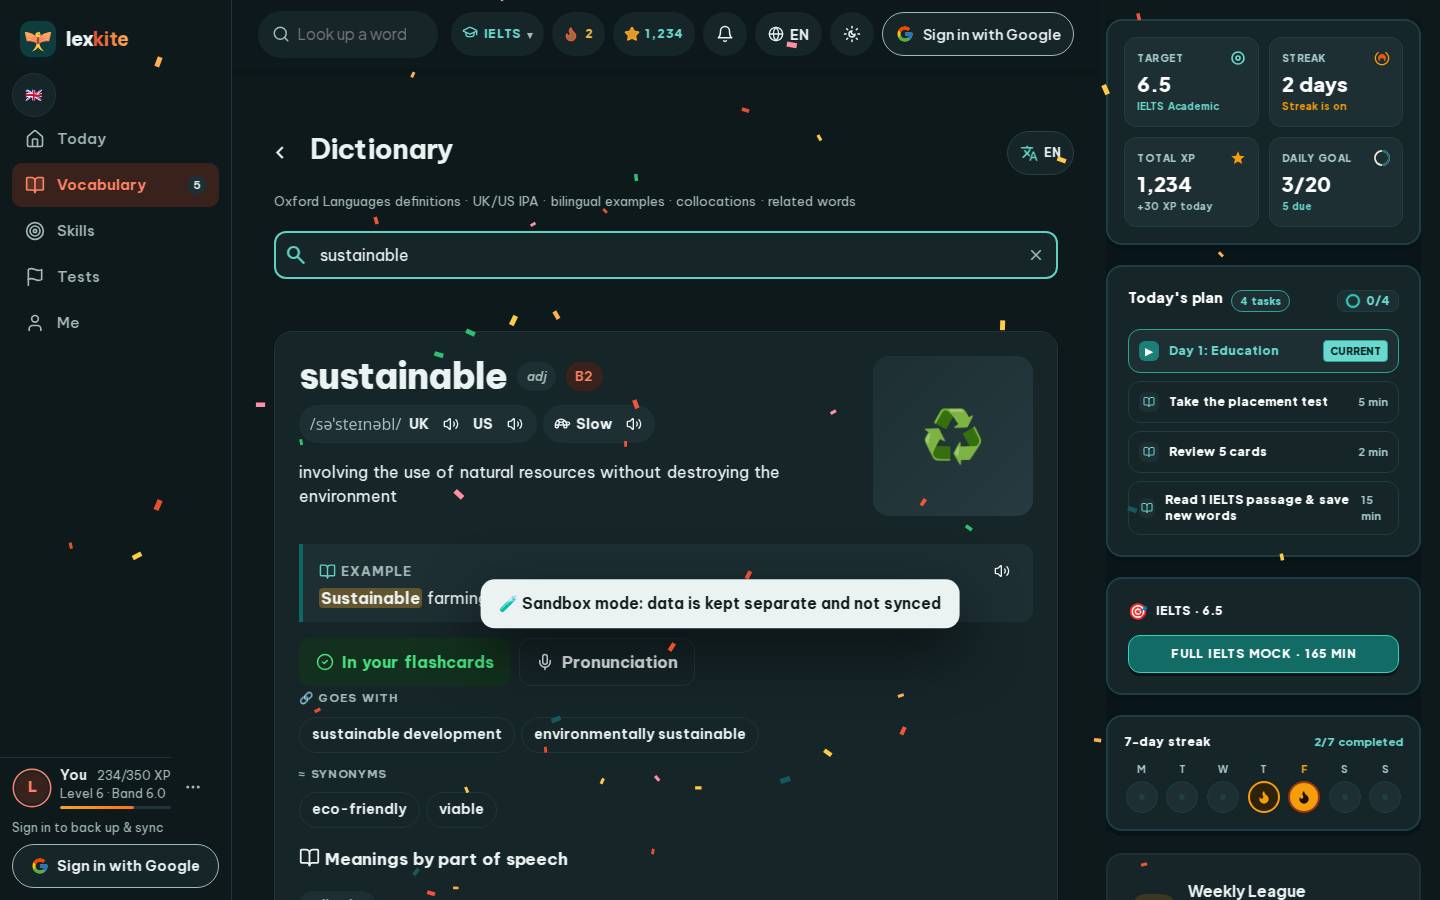 lexkite
Today
Vocabulary 5
Skills
Tests
Me
You 234/350 XP
L
Level 6 · Band 6.0
Sign in to back up & sync
Sign in with Google
Look up a word
IELTS
2
1,234
EN
Sign in with Google
Dictionary
EN
Oxford Languages definitions · UK/US IPA · bilingual examples · collocations · related words
sustainable
sustainable adj B2
/səˈsteɪnəbl/ UK US Slow
involving the use of natural resources without destroying the
environment
EXAMPLE
Sustainable farming
🧪 Sandbox mode: data is kept separate and not synced
In your flashcards
Pronunciation
GOES WITH
sustainable development
environmentally sustainable
≈ SYNONYMS
eco-friendly
viable
Meanings by part of speech
TARGET
6.5
IELTS Academic
STREAK
2 days
Streak is on
TOTAL XP
1,234
+30 XP today
DAILY GOAL
3/20
5 due
Today's plan 4 tasks 0/4
Day 1: Education CURRENT
Take the placement test 5 min
Review 5 cards 2 min
Read 1 IELTS passage & save 15
new words min
IELTS · 6.5
FULL IELTS MOCK · 165 MIN
7-day streak 2/7 completed
M T W T F S S
Weekly League